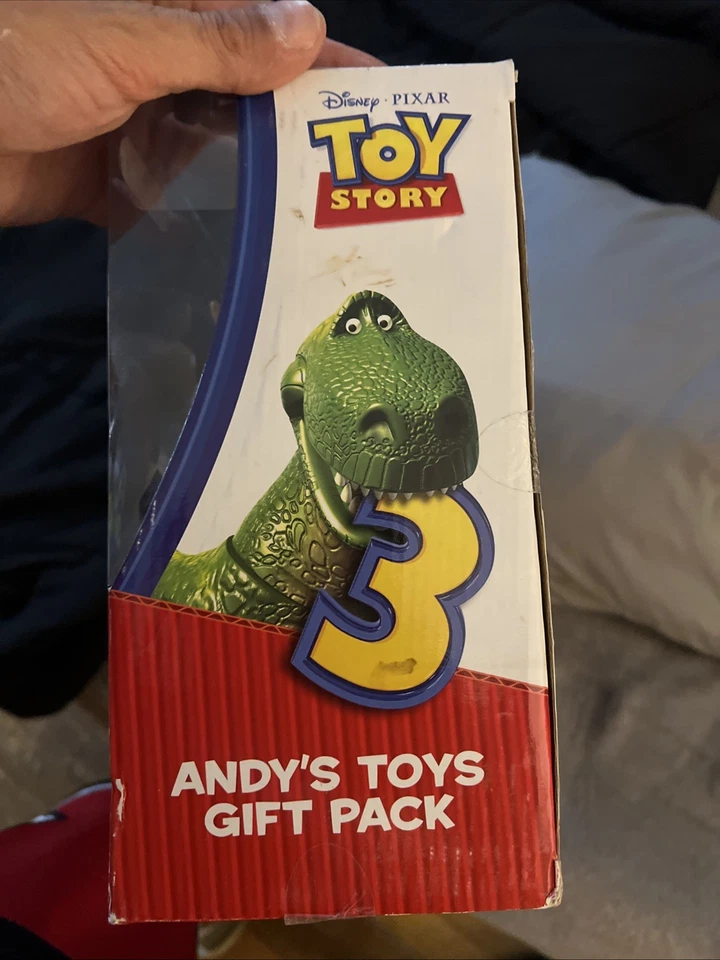 Disney · PIXAR
TOY
STORY
3
ANDY'S TOYS
GIFT PACK